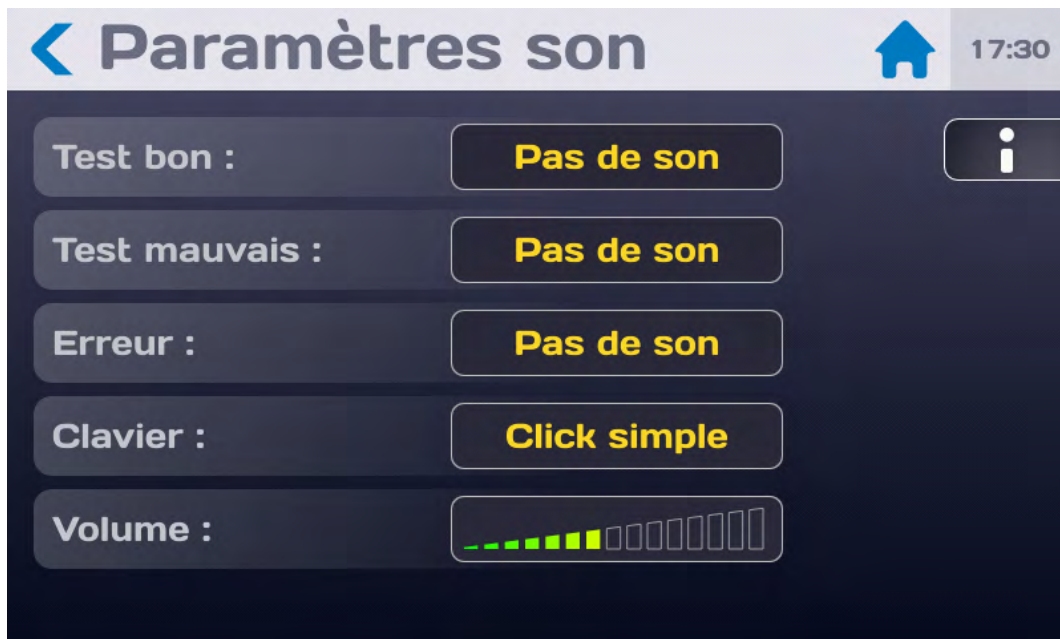 Paramètres son
17:30
Test bon :
Pas de son
Test mauvais :
Pas de son
Erreur :
Pas de son
Clavier :
Click simple
Volume :